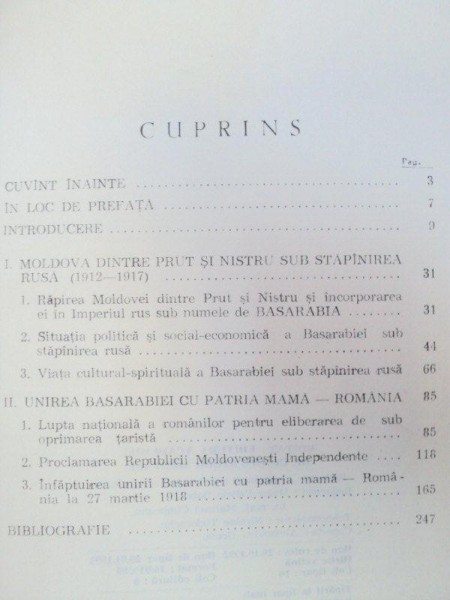 CUPRINS
Pag.
CUVÎNT ÎNAINTE 3
ÎN LOC DE PREFAȚĂ 7
INTRODUCERE 9
I. MOLDOVA DINTRE PRUT ȘI NISTRU SUB STĂPÎNIREA
RUSĂ (1912—1917) 31
1. Răpirea Moldovei dintre Prut și Nistru și incorporarea
ei în Imperiul rus sub numele de BASARABIA 31
2. Situația politică și social-economică a Basarabiei sub
stăpînirea rusă 44
3. Viața cultural-spirituală a Basarabiei sub stăpînirea rusă 66
II. UNIREA BASARABIEI CU PATRIA MAMĂ — ROMÂNIA 85
1. Lupta națională a românilor pentru eliberarea de sub
oprimarea țaristă 85
2. Proclamarea Republicii Moldovenești Independente 118
3. Înfăptuirea unirii Basarabiei cu patria mamă — Româ-
nia la 27 martie 1918 165
BIBLIOGRAFIE 247